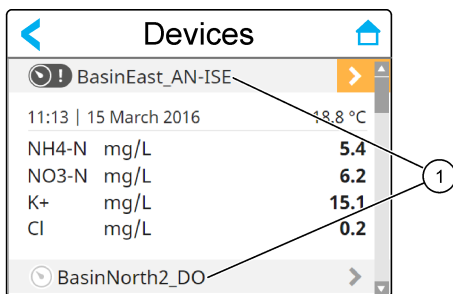 Devices
! BasinEast_AN-ISE
11:13 | 15 March 2016 18.8 °C
NH4-N mg/L 5.4
NO3-N mg/L 6.2
K+ mg/L 15.1
Cl mg/L 0.2
BasinNorth2_DO
1